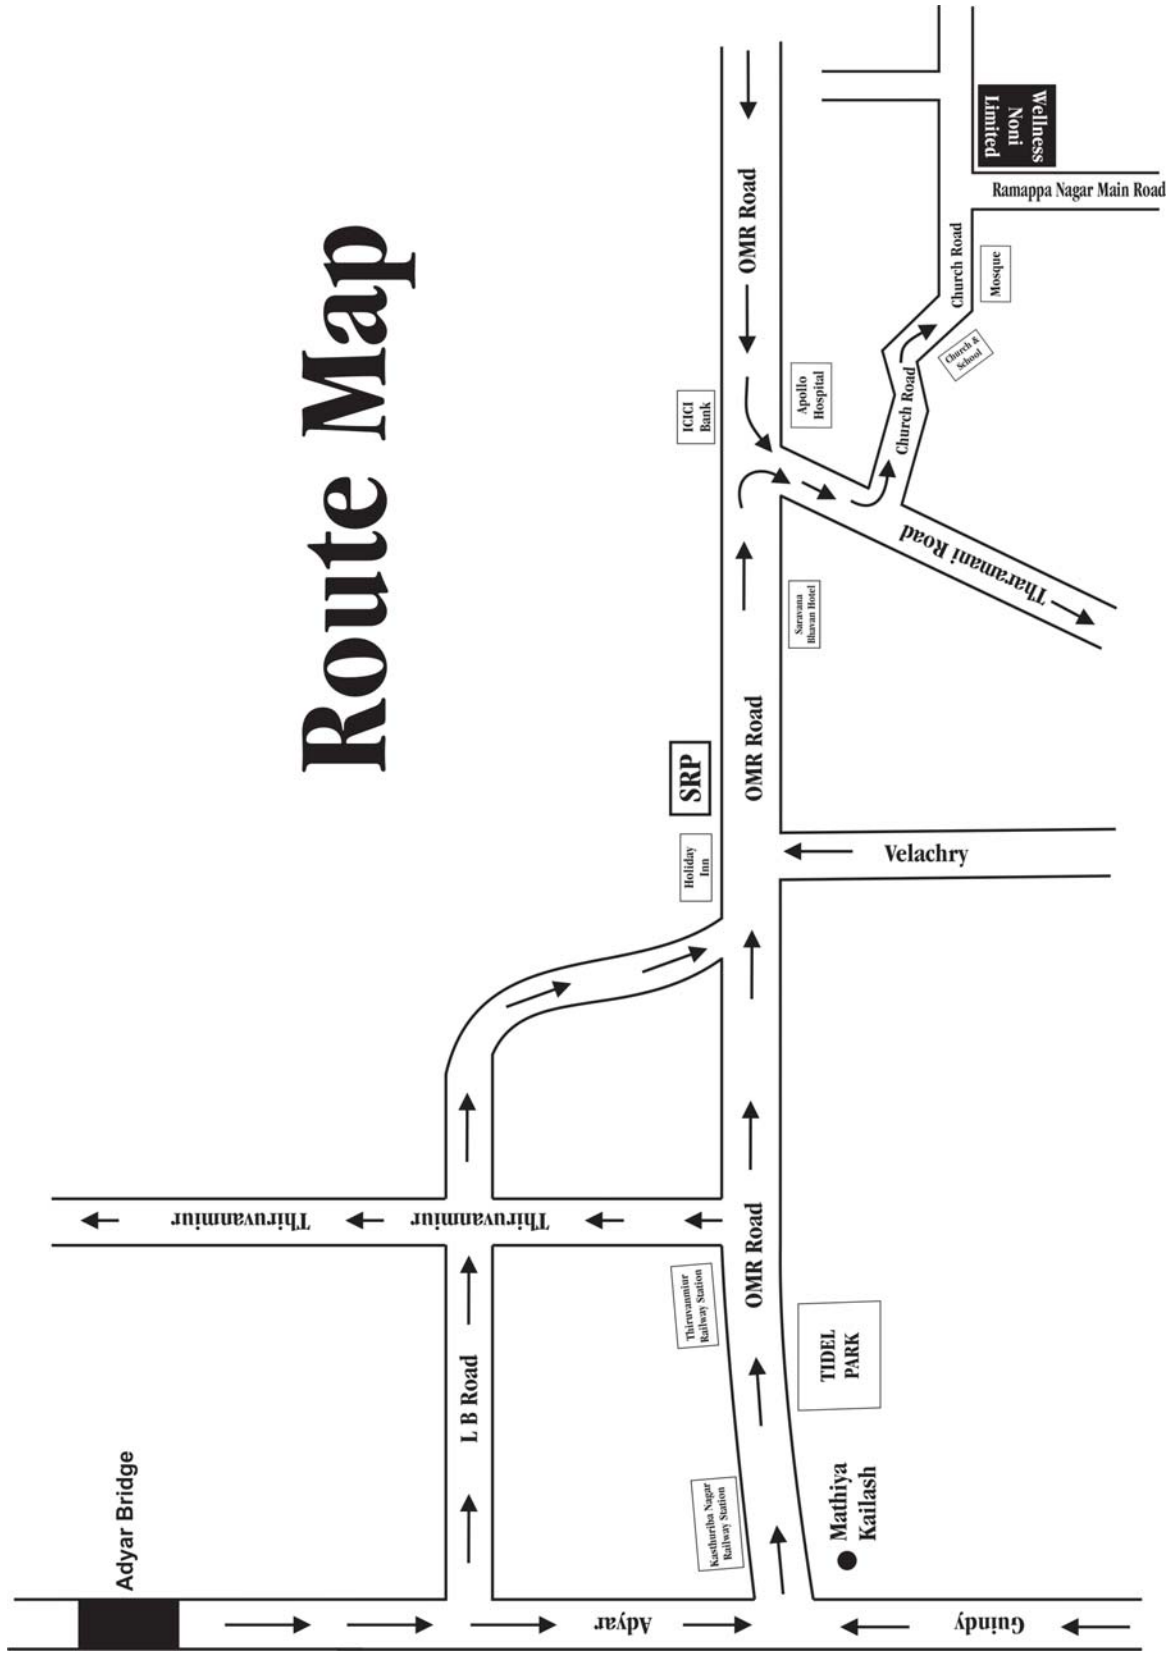 Route Map
Adyar Bridge
L B Road
Thiruvanmiur
Thiruvanmiur
Adyar
Guindy
Kasthuriba Nagar
Railway Station
Thiruvanmiur
Railway Station
Mathiya
Kailash
TIDEL
PARK
OMR Road
Holiday
Inn
SRP
Velachry
OMR Road
Saravana
Bhavan Hotel
ICICI
Bank
Apollo
Hospital
OMR Road
Tharamani Road
Church Road
Church &
School
Church Road
Mosque
Ramappa Nagar Main Road
Wellness
Noni
Limited